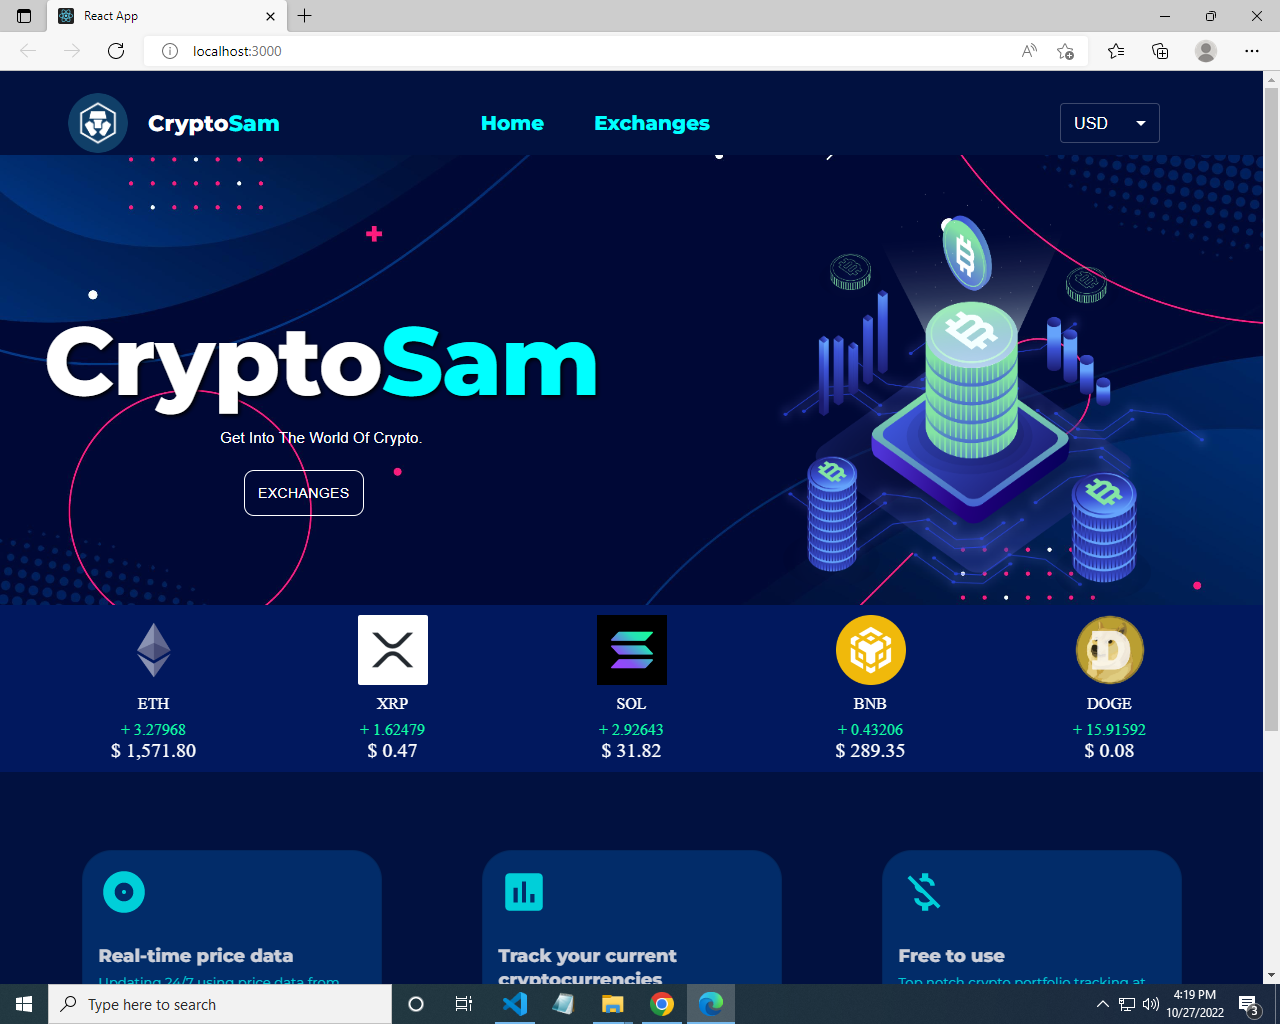 React App
localhost:3000
CryptoSam
Home
Exchanges
USD
CryptoSam
Get Into The World Of Crypto.
EXCHANGES
ETH
+ 3.27968
$ 1,571.80
XRP
+ 1.62479
$ 0.47
SOL
+ 2.92643
$ 31.82
BNB
+ 0.43206
$ 289.35
DOGE
+ 15.91592
$ 0.08
Real-time price data
Updating 24/7 using price data from
Track your current
cryptocurrencies
Free to use
Top notch crypto portfolio tracking at
Type here to search
4:19 PM
10/27/2022
3